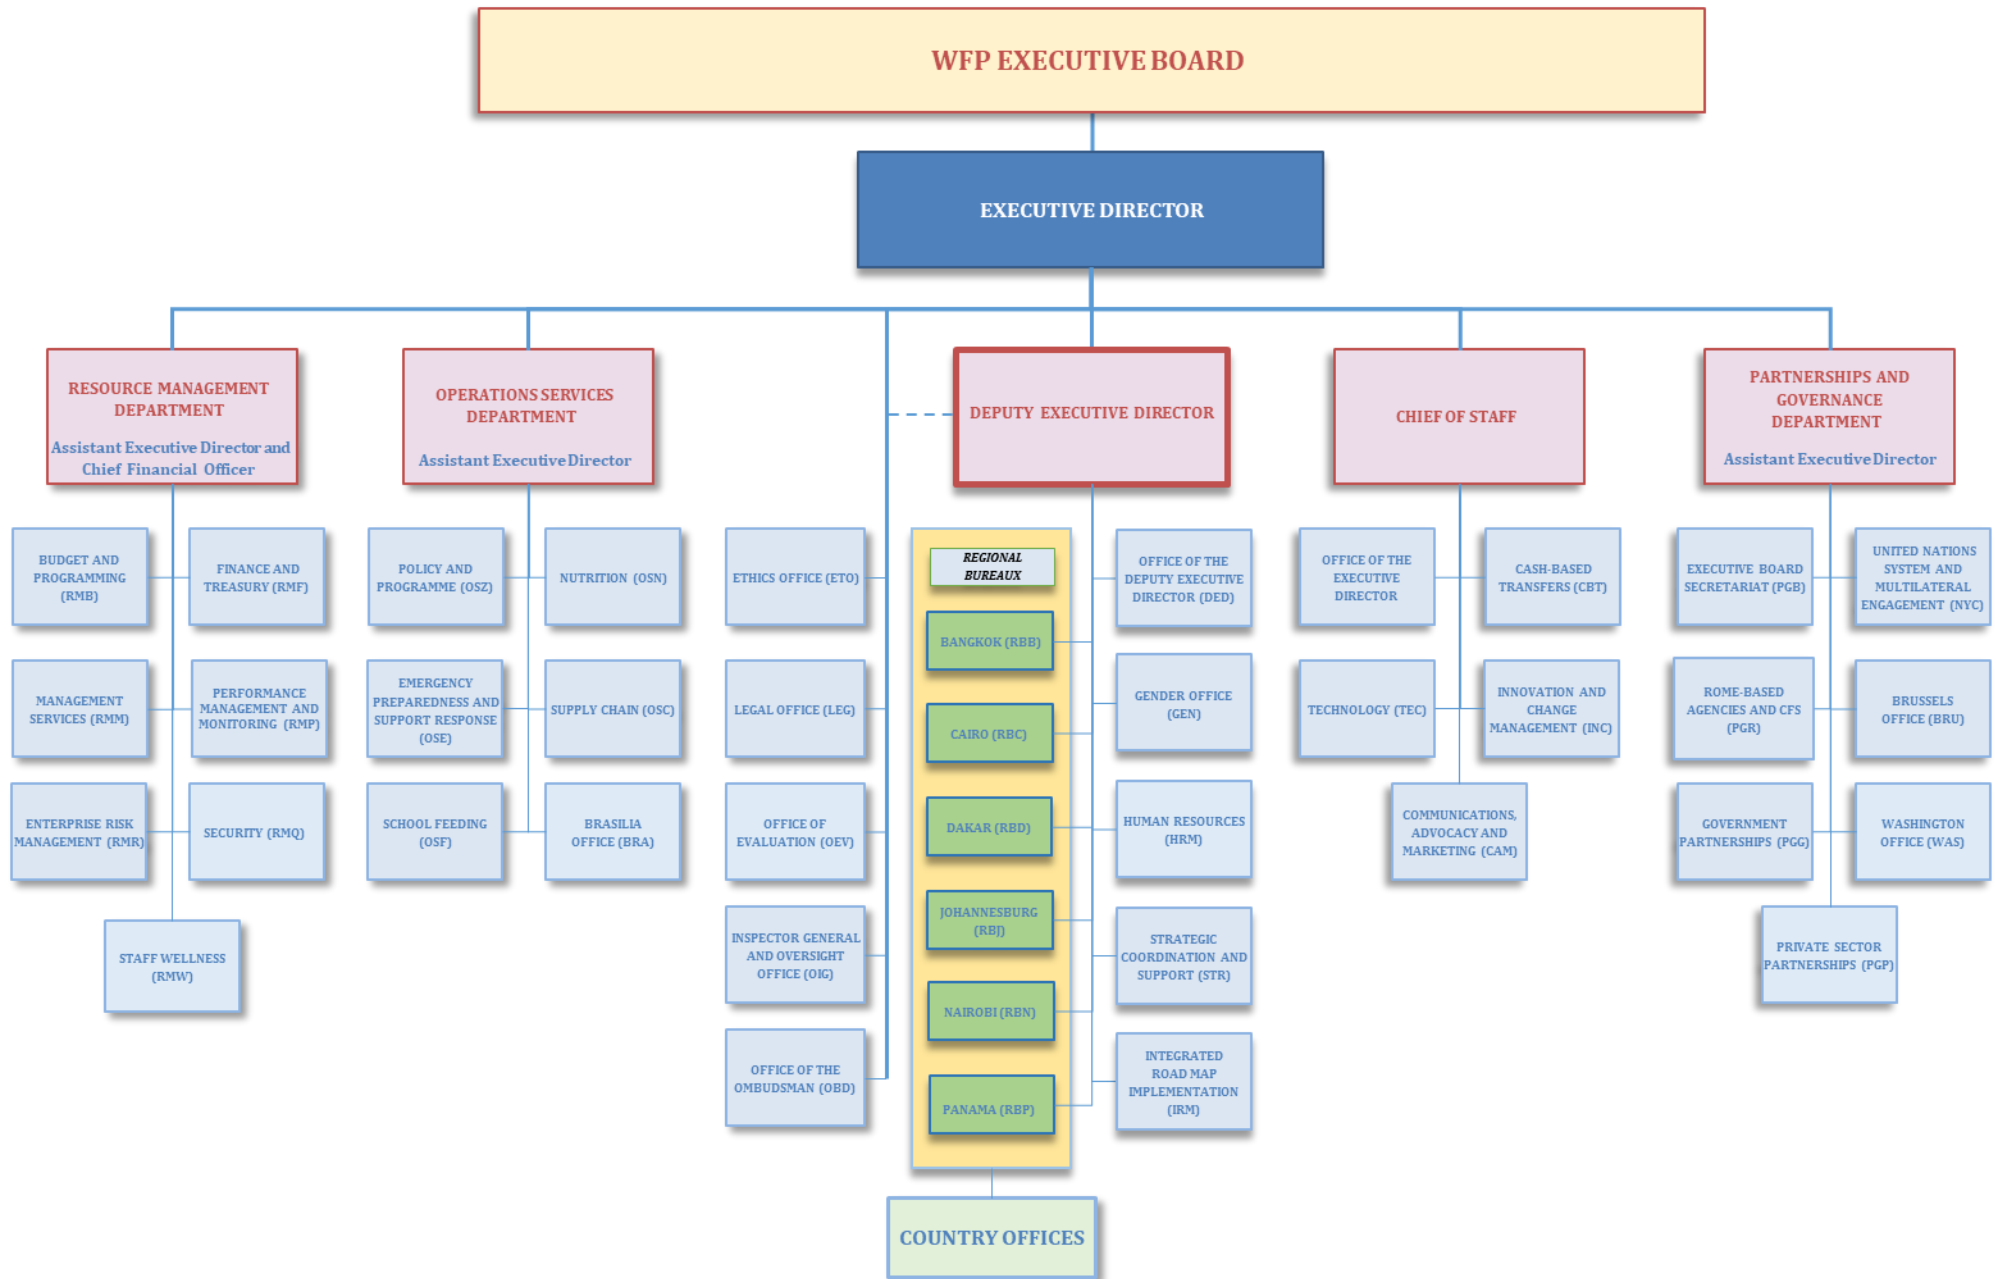 WFP EXECUTIVE BOARD
EXECUTIVE DIRECTOR
RESOURCE MANAGEMENT
DEPARTMENT
Assistant Executive Director and
Chief Financial Officer
OPERATIONS SERVICES
DEPARTMENT
Assistant Executive Director
DEPUTY EXECUTIVE DIRECTOR
CHIEF OF STAFF
PARTNERSHIPS AND
GOVERNANCE
DEPARTMENT
Assistant Executive Director
BUDGET AND
PROGRAMMING
(RMB)
FINANCE AND
TREASURY (RMF)
MANAGEMENT
SERVICES (RMM)
PERFORMANCE
MANAGEMENT AND
MONITORING (RMP)
ENTERPRISE RISK
MANAGEMENT (RMR)
SECURITY (RMQ)
STAFF WELLNESS
(RMW)
POLICY AND
PROGRAMME (OSZ)
NUTRITION (OSN)
EMERGENCY
PREPAREDNESS AND
SUPPORT RESPONSE
(OSE)
SUPPLY CHAIN (OSC)
SCHOOL FEEDING
(OSF)
BRASILIA
OFFICE (BRA)
ETHICS OFFICE (ETO)
LEGAL OFFICE (LEG)
OFFICE OF
EVALUATION (OEV)
INSPECTOR GENERAL
AND OVERSIGHT
OFFICE (OIG)
OFFICE OF THE
OMBUDSMAN (OBD)
REGIONAL
BUREAUX
BANGKOK (RBB)
CAIRO (RBC)
DAKAR (RBD)
JOHANNESBURG
(RBJ)
NAIROBI (RBN)
PANAMA (RBP)
COUNTRY OFFICES
OFFICE OF THE
DEPUTY EXECUTIVE
DIRECTOR (DED)
GENDER OFFICE
(GEN)
HUMAN RESOURCES
(HRM)
STRATEGIC
COORDINATION AND
SUPPORT (STR)
INTEGRATED
ROAD MAP
IMPLEMENTATION
(IRM)
OFFICE OF THE
EXECUTIVE
DIRECTOR
CASH-BASED
TRANSFERS (CBT)
TECHNOLOGY (TEC)
INNOVATION AND
CHANGE
MANAGEMENT (INC)
COMMUNICATIONS,
ADVOCACY AND
MARKETING (CAM)
EXECUTIVE BOARD
SECRETARIAT (PGB)
UNITED NATIONS
SYSTEM AND
MULTILATERAL
ENGAGEMENT (NYC)
ROME-BASED
AGENCIES AND CFS
(PGR)
BRUSSELS
OFFICE (BRU)
GOVERNMENT
PARTNERSHIPS (PGG)
WASHINGTON
OFFICE (WAS)
PRIVATE SECTOR
PARTNERSHIPS (PGP)